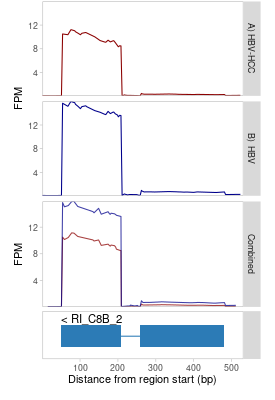 12
8
4
A) HBV-HCC
FPM
12
8
4
B) HBV
12
8
4
Combined
FPM
< RI_C8B_2
100 200 300 400 500
Distance from region start (bp)